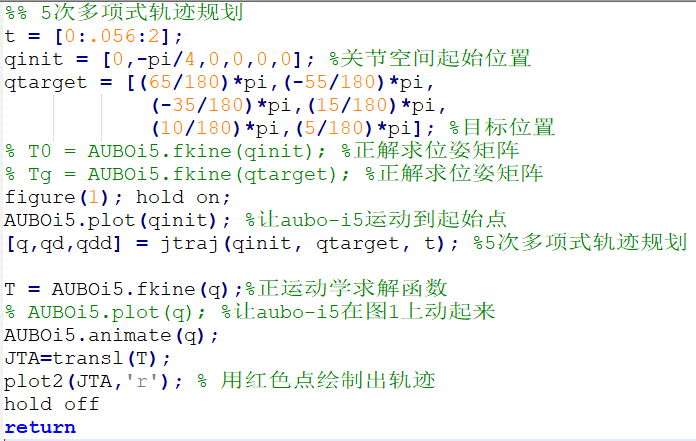 %% 5次多项式轨迹规划
t = [0:.056:2];
qinit = [0,-pi/4,0,0,0,0]; %关节空间起始位置
qtarget = [(65/180)*pi,(-55/180)*pi,
(-35/180)*pi,(15/180)*pi,
(10/180)*pi,(5/180)*pi]; %目标位置
% T0 = AUBOi5.fkine(qinit); %正解求位姿矩阵
% Tg = AUBOi5.fkine(qtarget); %正解求位姿矩阵
figure(1); hold on;
AUBOi5.plot(qinit); %让aubo-i5运动到起始点
[q,qd,qdd] = jtraj(qinit, qtarget, t); %5次多项式轨迹规划
T = AUBOi5.fkine(q);%正运动学求解函数
% AUBOi5.plot(q); %让aubo-i5在图1上动起来
AUBOi5.animate(q);
JTA=transl(T);
plot2(JTA,'r'); % 用红色点绘制出轨迹
hold off
return